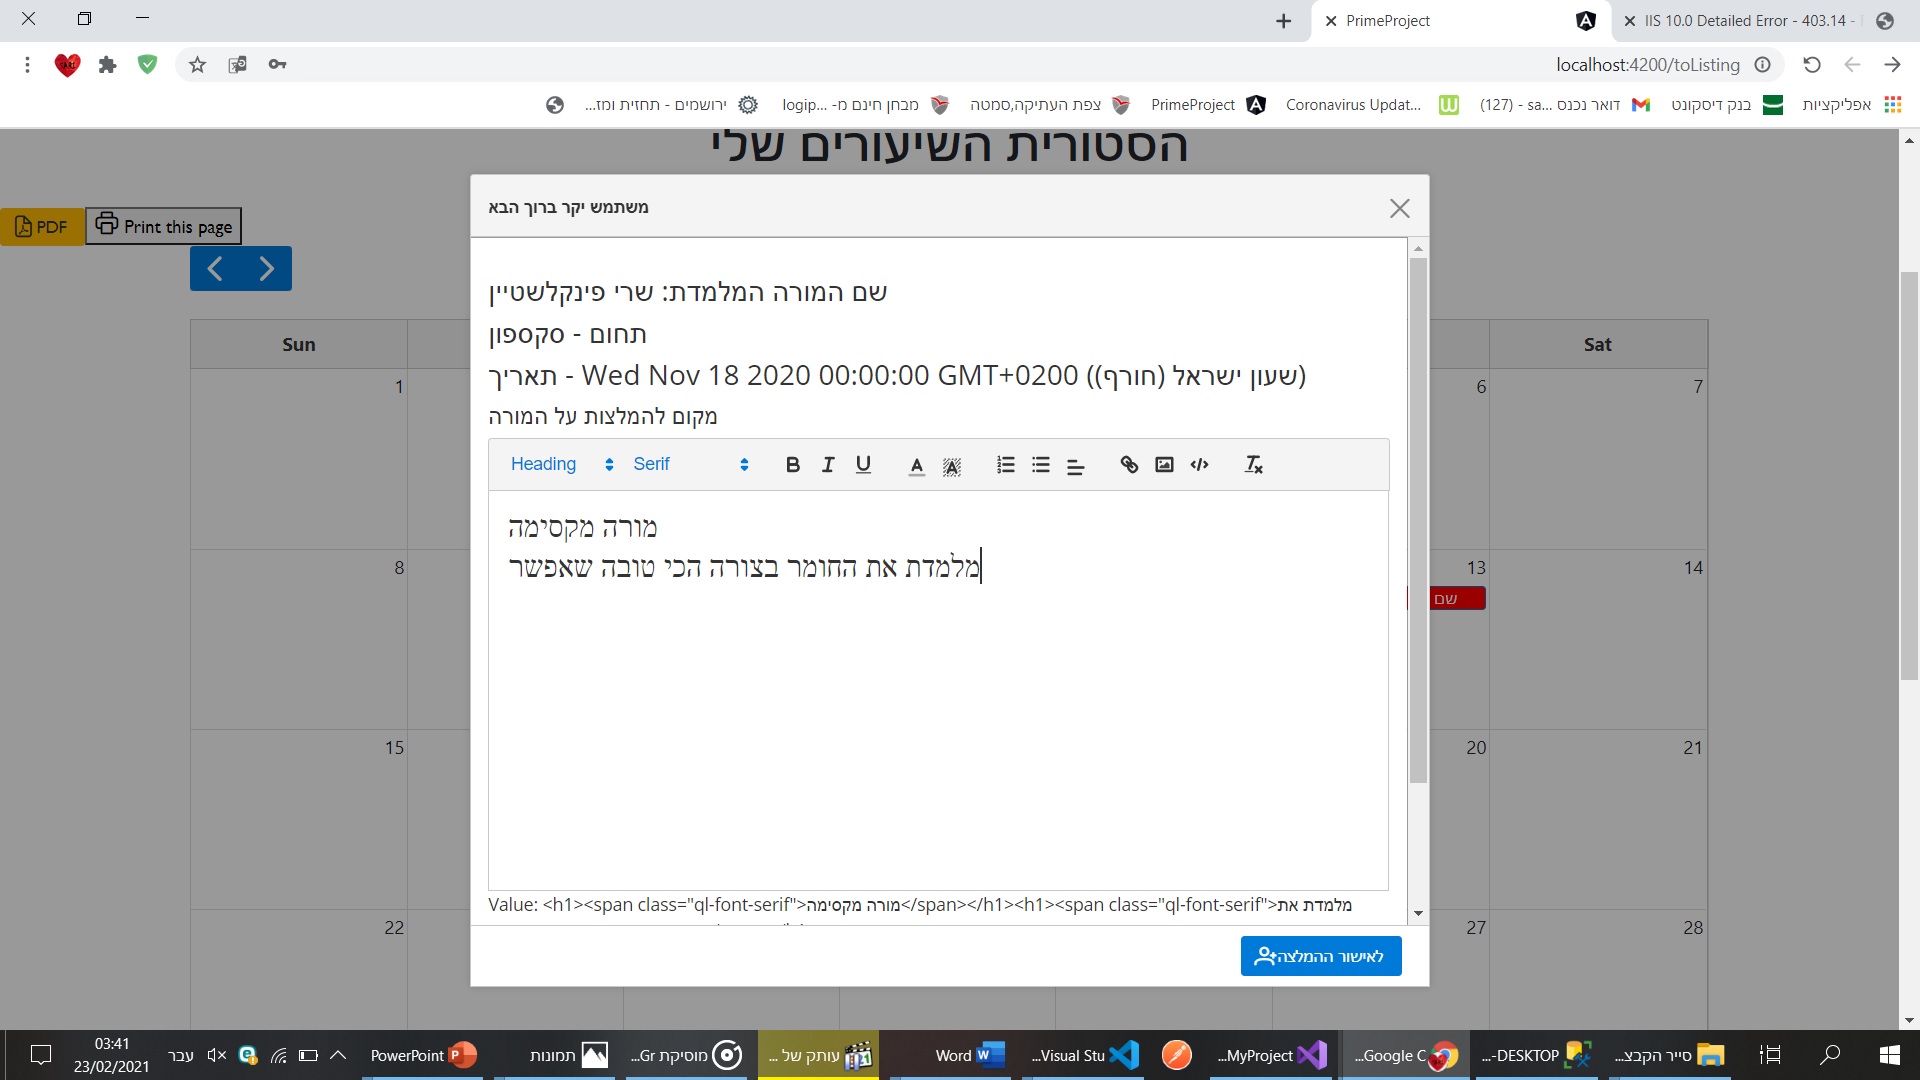 PrimeProject
IIS 10.0 Detailed Error - 403.14 -
localhost:4200/toListing
אפליקציות
בנק דיסקונט
דואר נכנס (127) - sa...
Coronavirus Updat...
PrimeProject
צפת העתיקה,סמטה
מבחן חינם מ- logip...
ירושמים - תחזית ומז...
הסטורית השיעורים שלי
PDF
Print this page
משתמש יקר ברוך הבא
שם המורה המלמדת: שרי פינקלשטיין
תחום - סקספון
תאריך - Wed Nov 18 2020 00:00:00 GMT+0200 ((שעון ישראל (חורף)
מקום להמלצות על המורה
Heading Serif
מורה מקסימה
מלמדת את החומר בצורה הכי טובה שאפשר
Value: <h1><span class="ql-font-serif">מורה מקסימה</span></h1><h1><span class="ql-font-serif">מלמדת את
לאישור ההמלצה
Sun Sat
1 6 7
8 13 14
שם
15 20 21
22 27 28
סייר הקבצ...
DESKTOP-...
Google C...
MyProject...
Visual Stu...
Word
עותק של ...
מוסיקת Gr...
תמונות
PowerPoint
עבר
03:41
23/02/2021